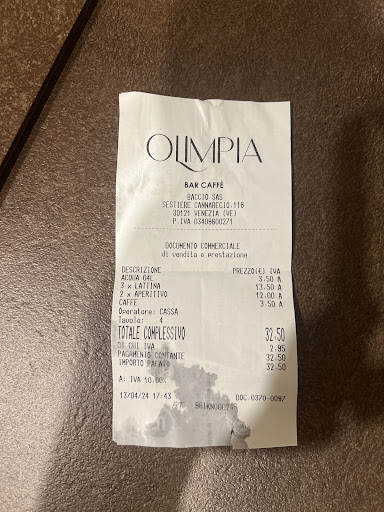 OLIMPIA
BAR CAFFÈ
BACCIO SAS
SESTIERE CANNAREGIO,116
30121 VENEZIA (VE)
P.IVA 03409600271
DOCUMENTO COMMERCIALE
di vendita o prestazione
DESCRIZIONE PREZZO(€) IVA
ACQUA 04L 3.50 A
3 x LATTINA 13.50 A
2 x APERITIVO 12.00 A
CAFFE 3.50 A
Operatore: CASSA
Tavolo: 4
TOTALE COMPLESSIVO 32.50
DI CUI IVA 2.95
PAGAMENTO CONTANTE 32.50
IMPORTO PAGATO 32.50
A: IVA 10.00%
13/04/24 17:43 DOC.0370-0097